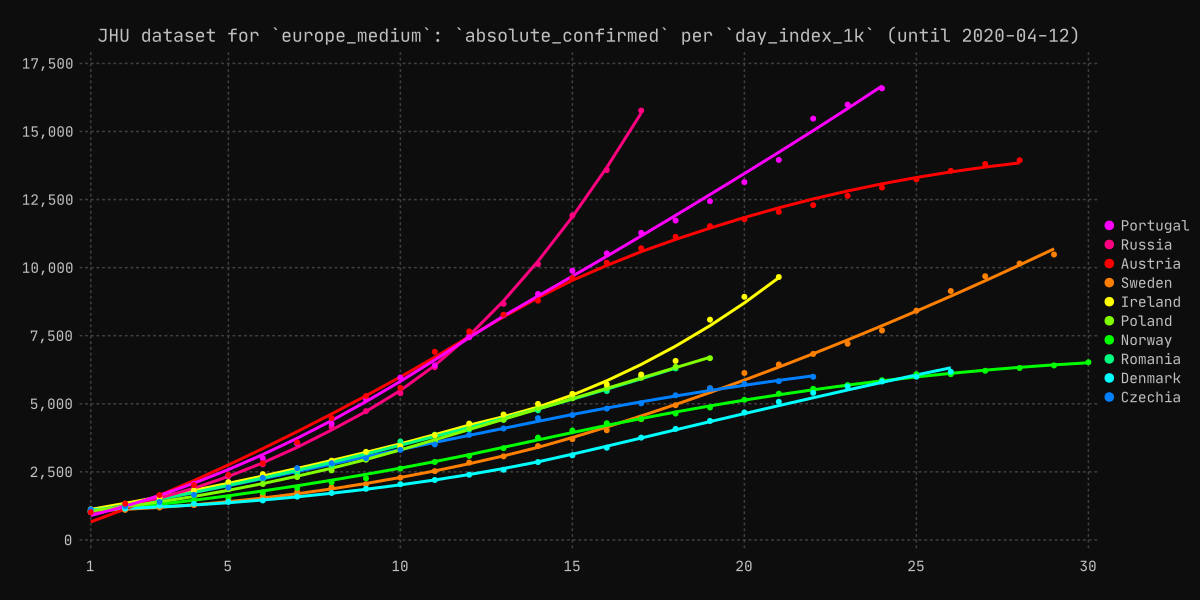 JHU dataset for `europe_medium`: `absolute_confirmed` per `day_index_1k` (until 2020-04-12)
17,500
15,000
12,500
10,000
7,500
5,000
2,500
0
1 5 10 15 20 25 30
Portugal
Russia
Austria
Sweden
Ireland
Poland
Norway
Romania
Denmark
Czechia